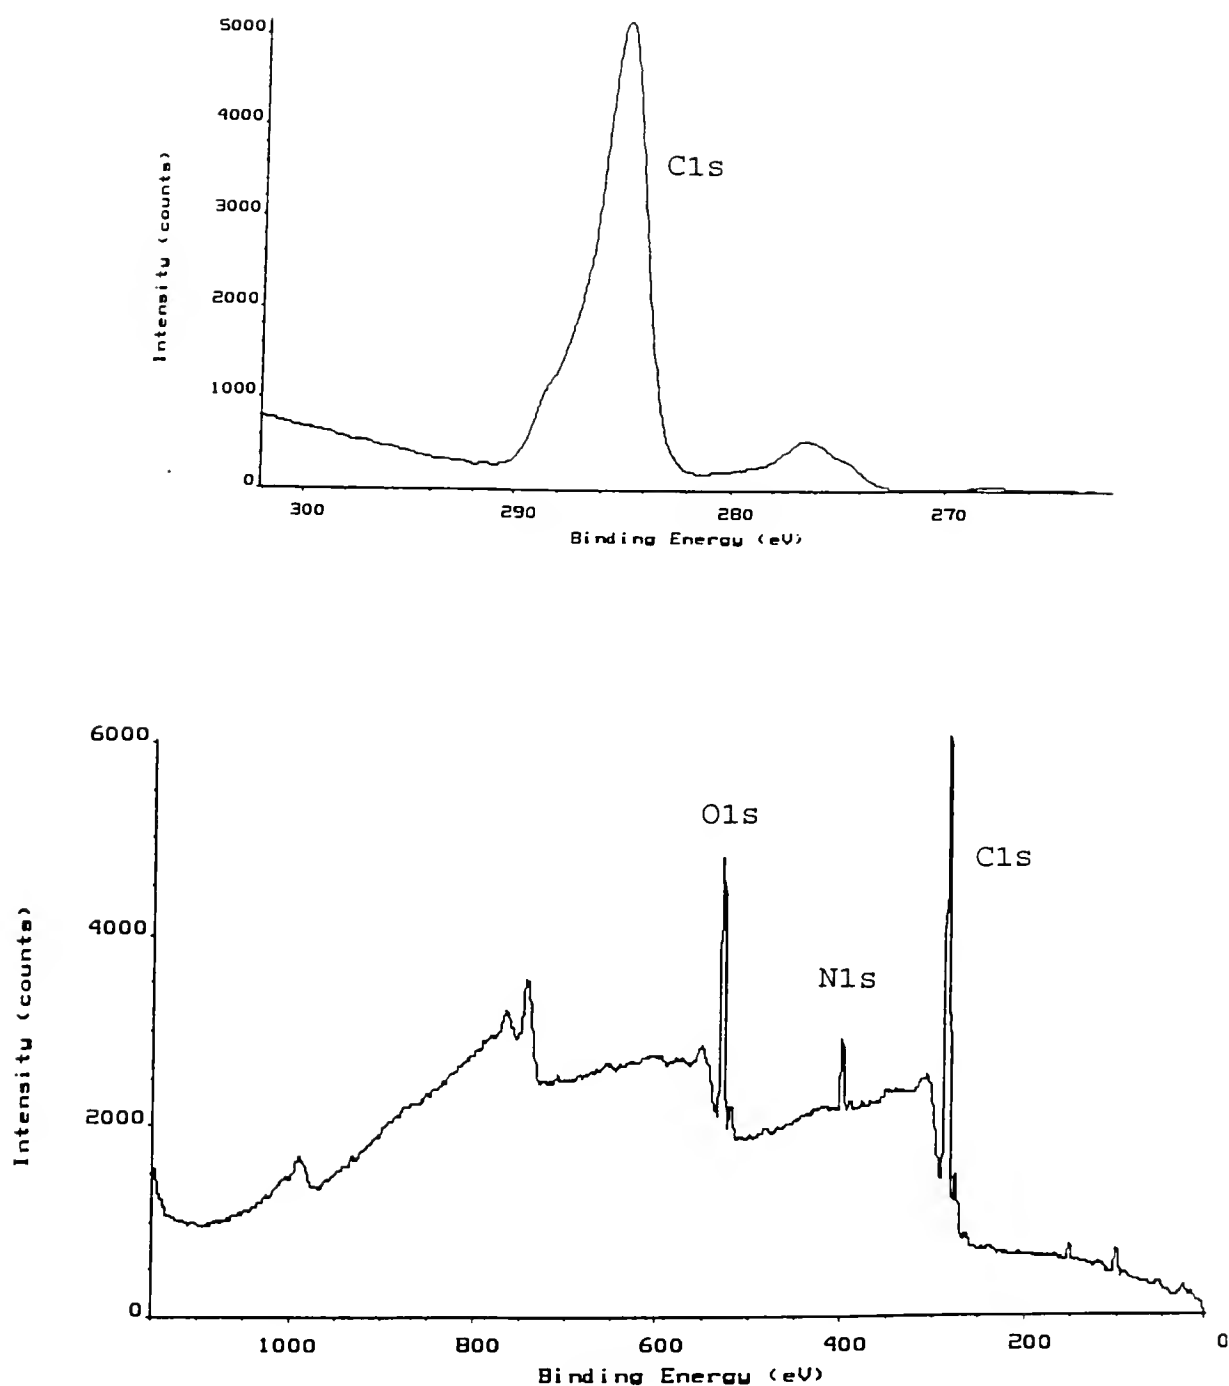 5000
4000
3000
2000
1000
0
Intensity (counts)
C1s
300 290 280 270
Binding Energy (eV)
6000
4000
2000
0
Intensity (counts)
O1s
N1s
C1s
1000 800 600 400 200 0
Binding Energy (eV)